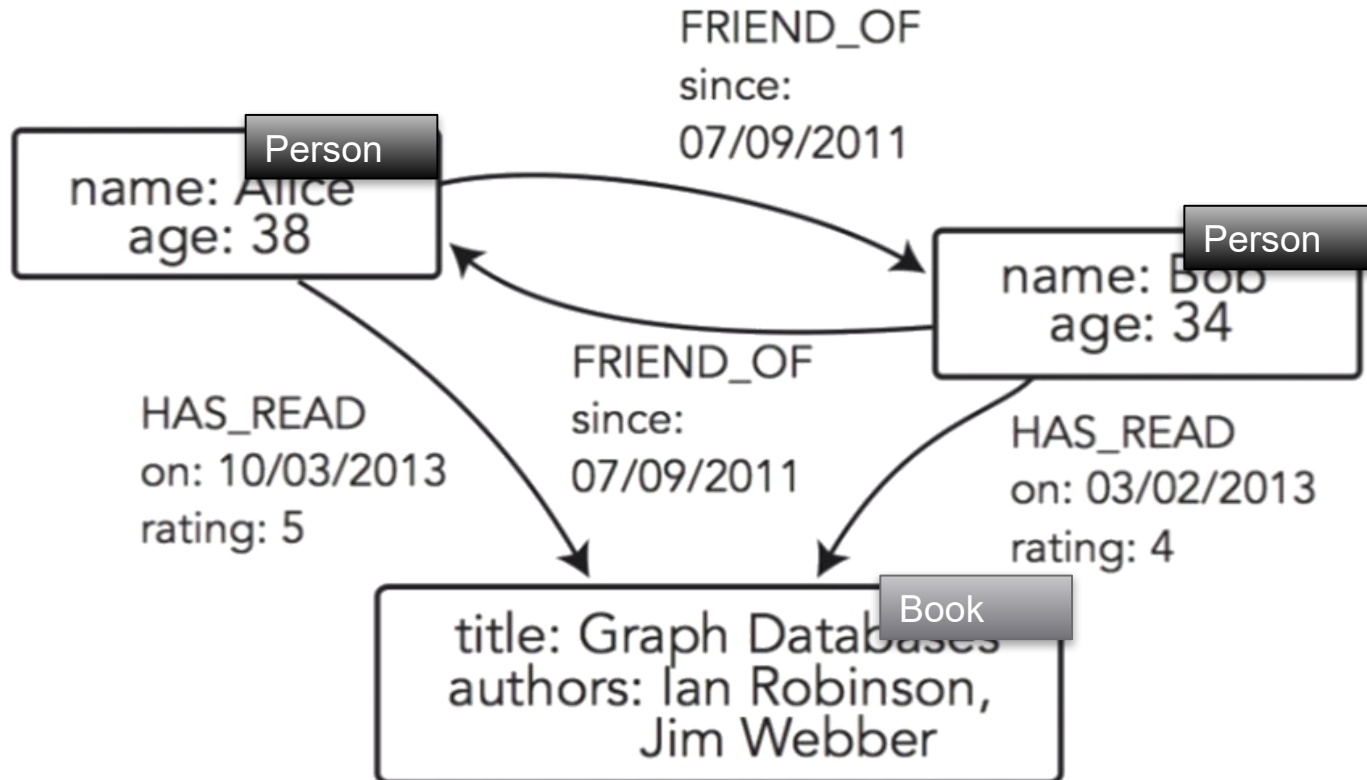 FRIEND_OF
since:
07/09/2011
Person
name: Alice
age: 38
Person
name: Bob
age: 34
FRIEND_OF
since:
07/09/2011
HAS_READ
on: 10/03/2013
rating: 5
HAS_READ
on: 03/02/2013
rating: 4
Book
title: Graph Databases
authors: Ian Robinson,
Jim Webber